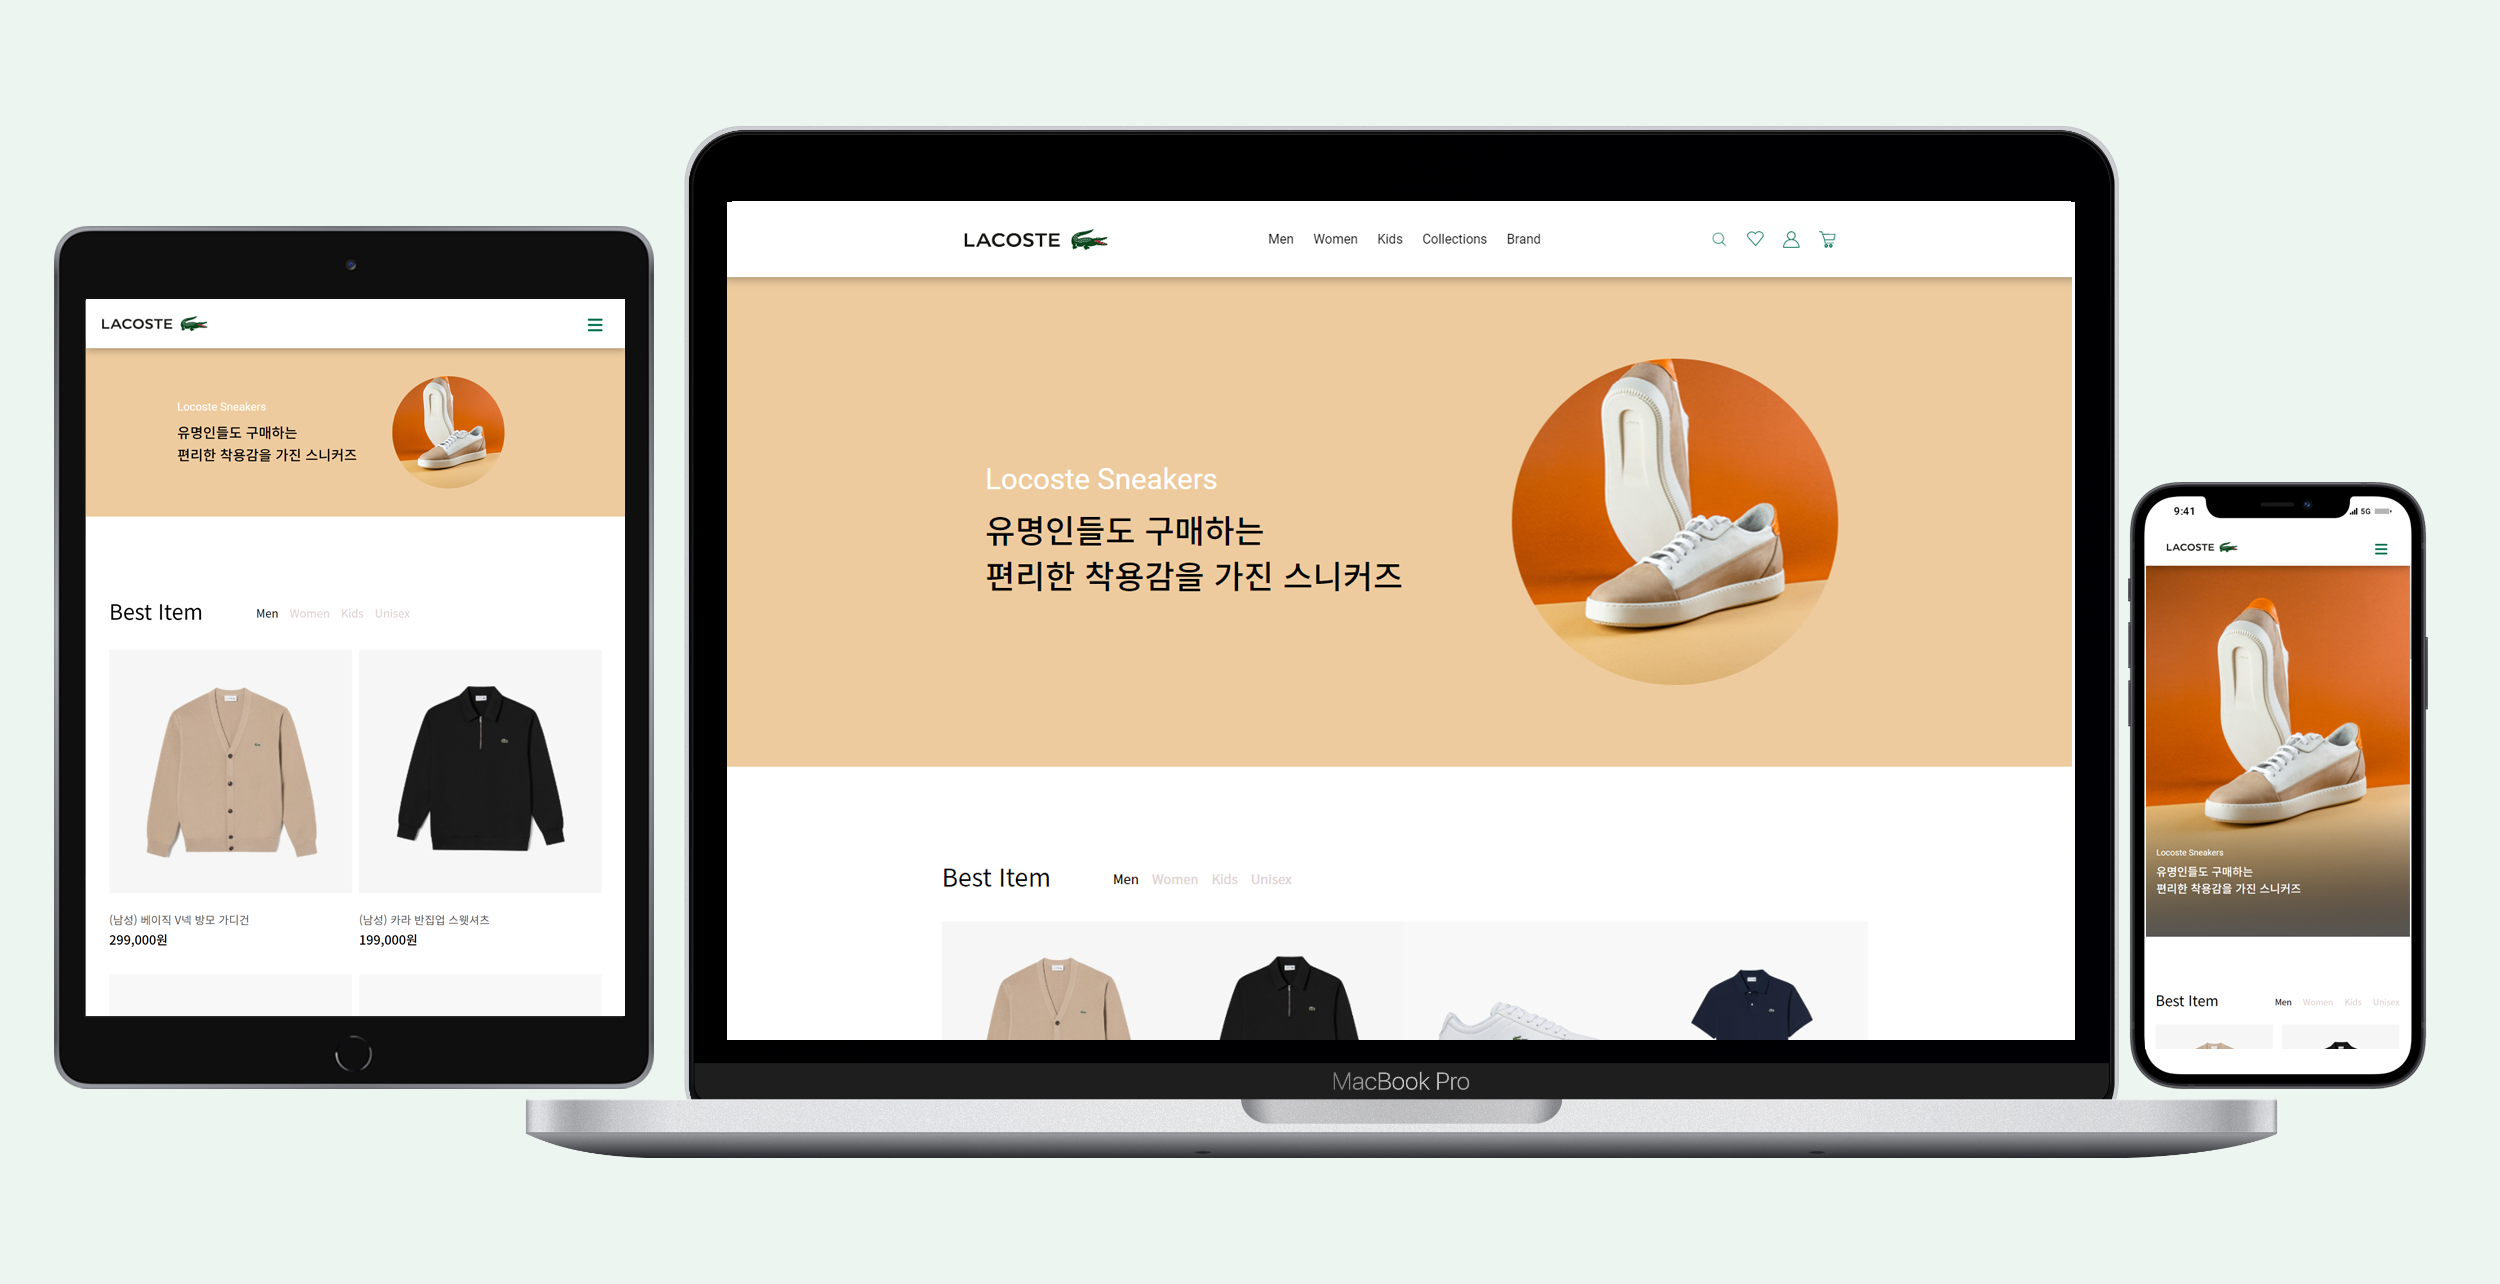 LACOSTE
Locoste Sneakers
유명인들도 구매하는
편리한 착용감을 가진 스니커즈
Best Item
Men Women Kids Unisex
(남성) 베이직 V넥 방모 가디건
299,000원
(남성) 카라 반집업 스웻셔츠
199,000원
LACOSTE
Men Women Kids Collections Brand
Locoste Sneakers
유명인들도 구매하는
편리한 착용감을 가진 스니커즈
Best Item
Men Women Kids Unisex
MacBook Pro
9:41
5G
LACOSTE
Locoste Sneakers
유명인들도 구매하는
편리한 착용감을 가진 스니커즈
Best Item
Men Women Kids Unisex